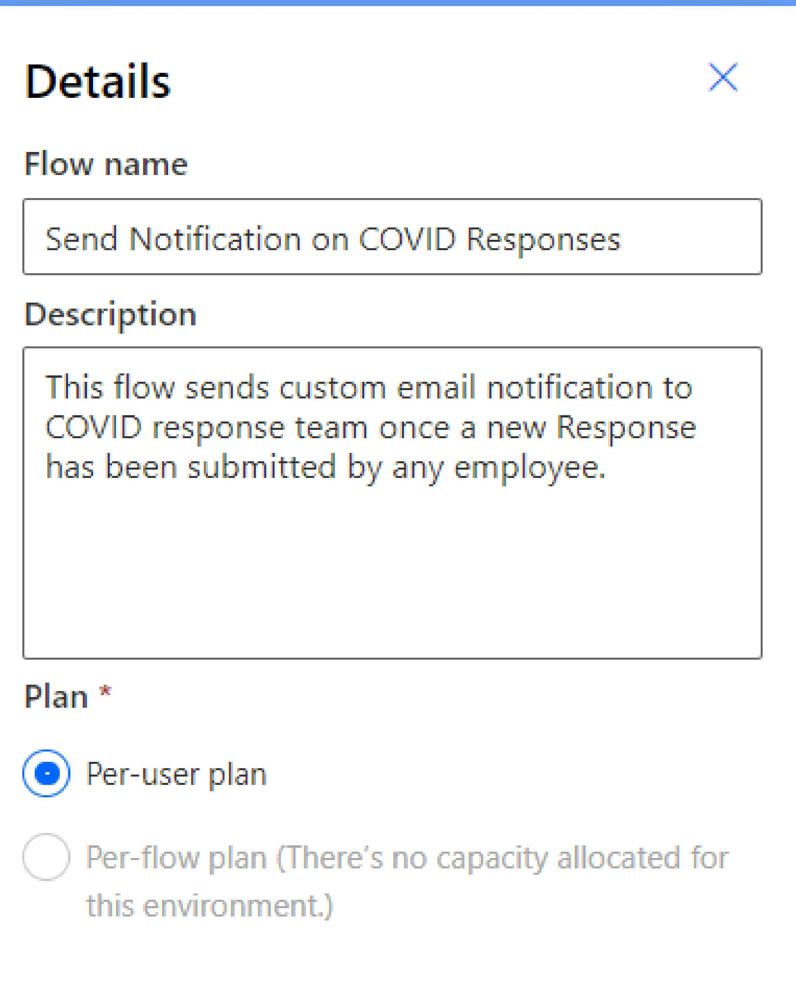 Details
Flow name
Send Notification on COVID Responses
Description
This flow sends custom email notification to
COVID response team once a new Response
has been submitted by any employee.
Plan *
Per-user plan
Per-flow plan (There's no capacity allocated for
this environment.)